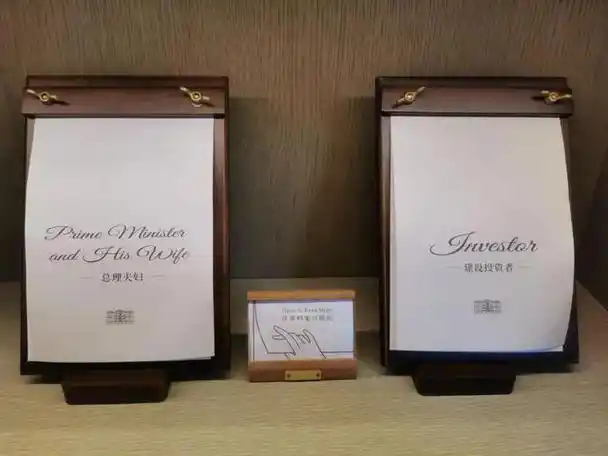 Prime Minister
and His Wife
总理夫妇
Investor
建设投资者